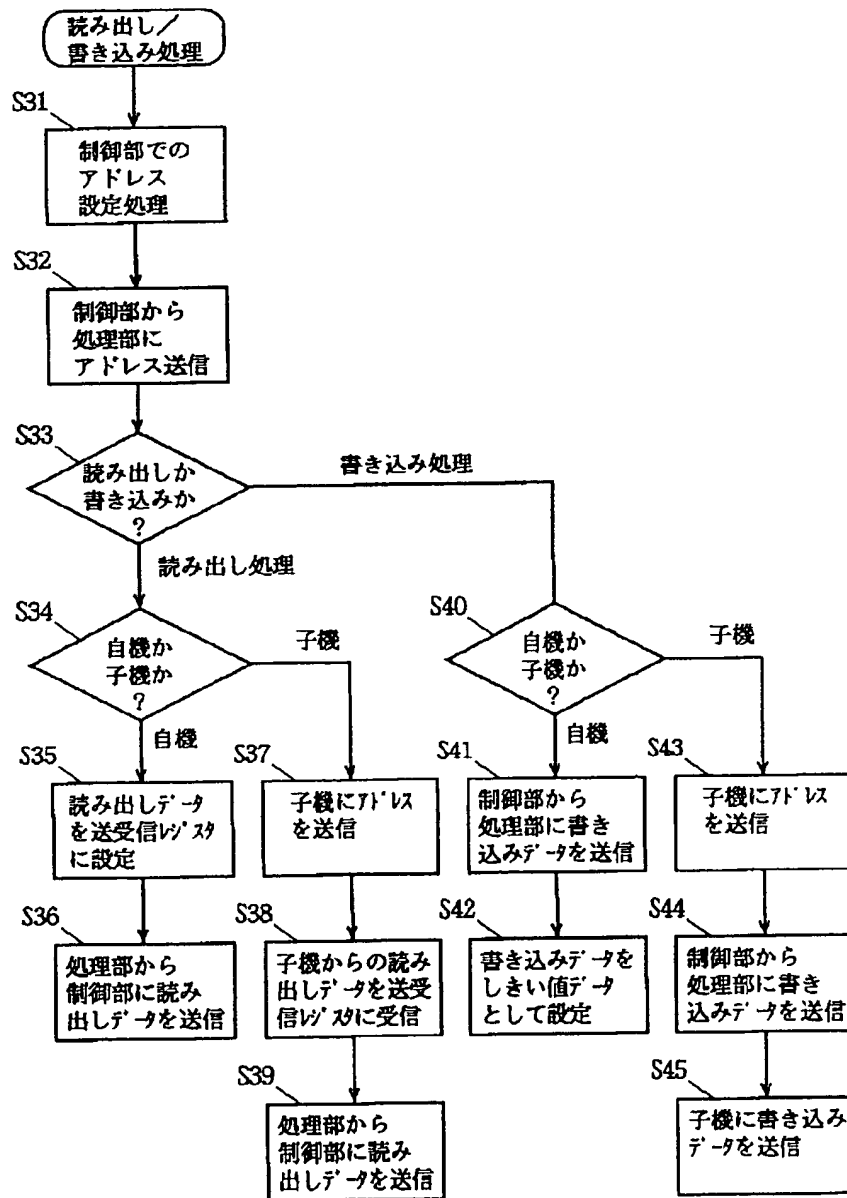 読み出し／
書き込み処理
S31
制御部での
アドレス
設定処理
S32
制御部から
処理部に
アドレス送信
S33
読み出しか
書き込みか
?
書き込み処理
読み出し処理
S34
自機か
子機か
?
子機
自機
S40
自機か
子機か
?
子機
自機
S35
読み出しデータ
を送受信ﾚｼﾞｽﾀ
に設定
S37
子機にｱﾄﾞﾚｽ
を送信
S41
制御部から
処理部に書き
込みデータを送信
S43
子機にｱﾄﾞﾚｽ
を送信
S36
処理部から
制御部に読み
出しデータを送信
S38
子機からの読み
出しデータを送受
信ﾚｼﾞｽﾀに受信
S42
書き込みデータを
しきい値データ
として設定
S44
制御部から
処理部に書き
込みデータを送信
S39
処理部から
制御部に読み
出しデータを送信
S45
子機に書き込み
データを送信